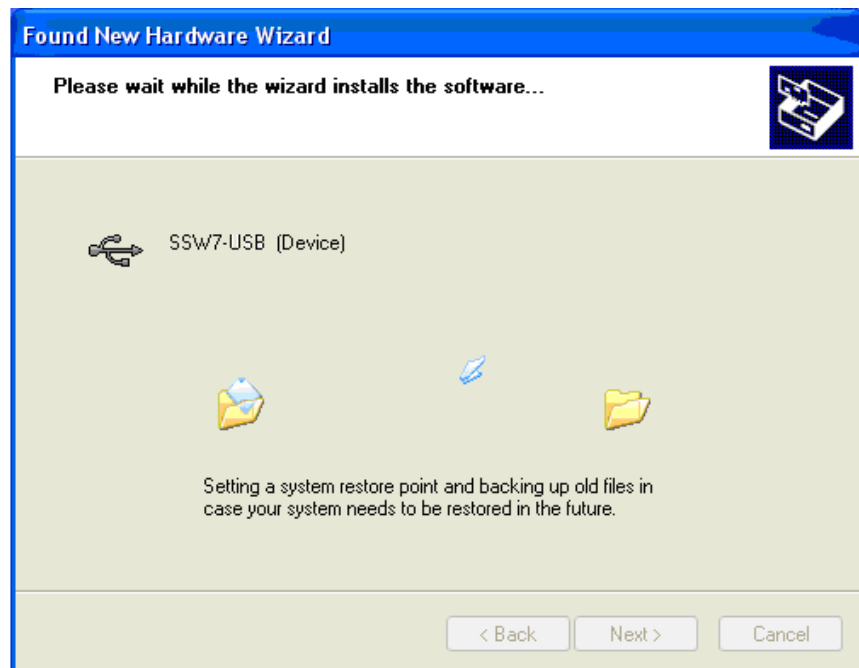 Found New Hardware Wizard
Please wait while the wizard installs the software...
SSW7-USB (Device)
Setting a system restore point and backing up old files in
case your system needs to be restored in the future.
< Back
Next >
Cancel